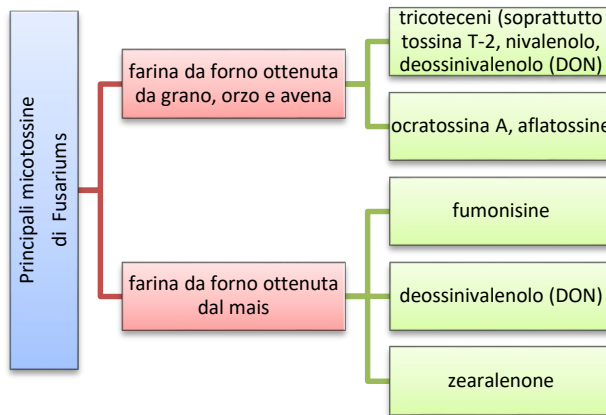 Principali micotossine
di Fusariums
farina da forno ottenuta
da grano, orzo e avena
tricoteceni (soprattutto
tossina T-2, nivalenolo,
deossinivalenolo (DON)
ocratossina A, aflatossine
farina da forno ottenuta
dal mais
fumonisine
deossinivalenolo (DON)
zearalenone